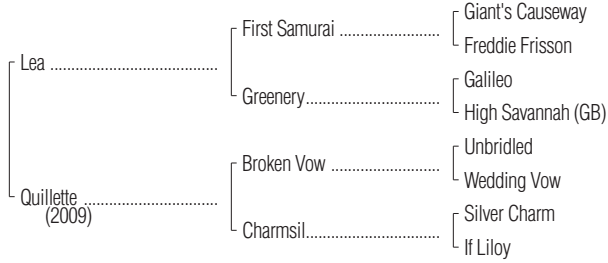 Giant's Causeway
First Samurai ....................
Freddie Frisson
Lea ..................................
Galileo
Greenery...........................
High Savannah (GB)
Unbridled
Broken Vow ......................
Wedding Vow
Quillette ...........................
(2009)
Silver Charm
Charmsil...........................
If Liloy